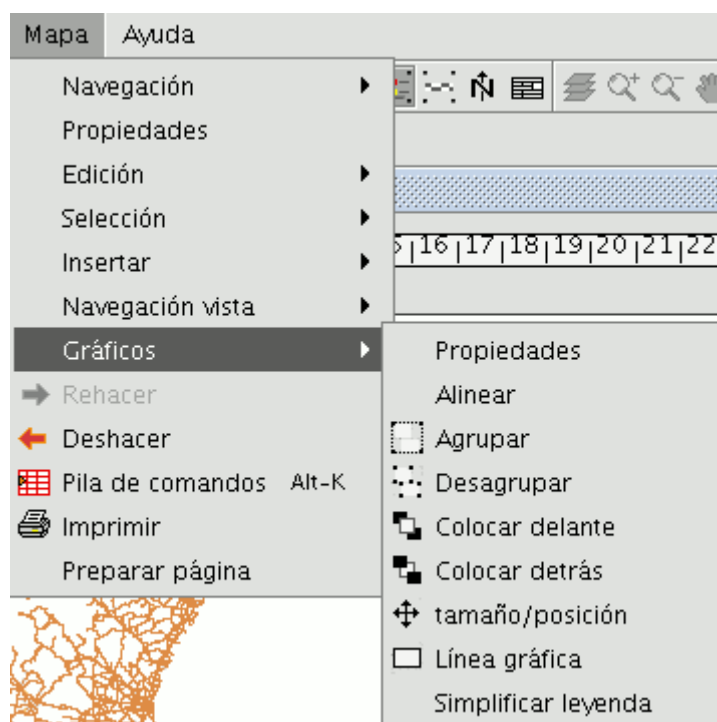 Mapa Ayuda
Navegación
Propiedades
Edición
Selección
Insertar
Navegación vista
Gráficos
Rehacer
Deshacer
Pila de comandos Alt-K
Imprimir
Preparar página
16 17 18 19 20 21 22
Propiedades
Alinear
Agrupar
Desagrupar
Colocar delante
Colocar detrás
tamaño/posición
Línea gráfica
Simplificar leyenda